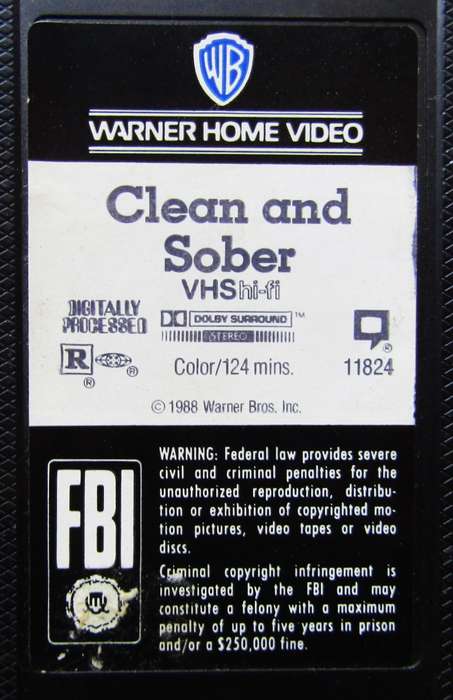 WB
WARNER HOME VIDEO
Clean and
Sober
VHS hi-fi
DIGITALLY
PROCESSED
DOLBY SURROUND™
STEREO
R
®
®
Color/124 mins.
®
11824
© 1988 Warner Bros. Inc.
FBI
WARNING: Federal law provides severe
civil and criminal penalties for the
unauthorized reproduction, distribu-
tion or exhibition of copyrighted mo-
tion pictures, video tapes or video
discs.
Criminal copyright infringement is
investigated by the FBI and may
constitute a felony with a maximum
penalty of up to five years in prison
and/or a $250,000 fine.